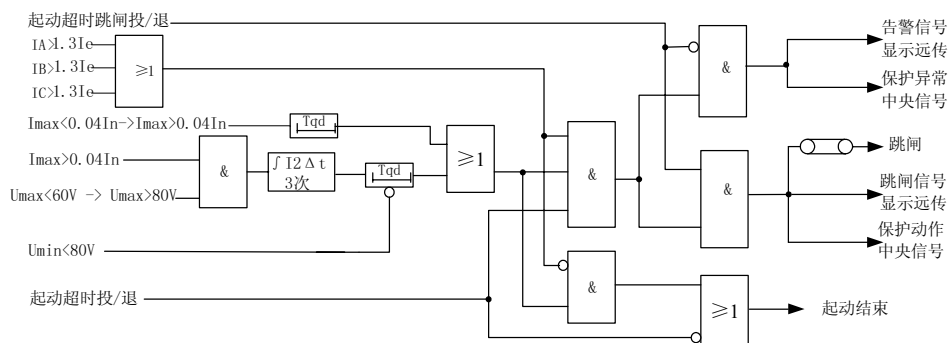 起动超时跳闸投/退
IA>1.3Ie
IB>1.3Ie
IC>1.3Ie
≥1
Imax<0.04In->Imax>0.04In
Tqd
Imax>0.04In
Umax<60V -> Umax>80V
&
∫I2Δt
3次
Tqd
≥1
Umin<80V
起动超时投/退
&
&
&
&
≥1
告警信号
显示远传
保护异常
中央信号
跳闸
跳闸信号
显示远传
保护动作
中央信号
起动结束